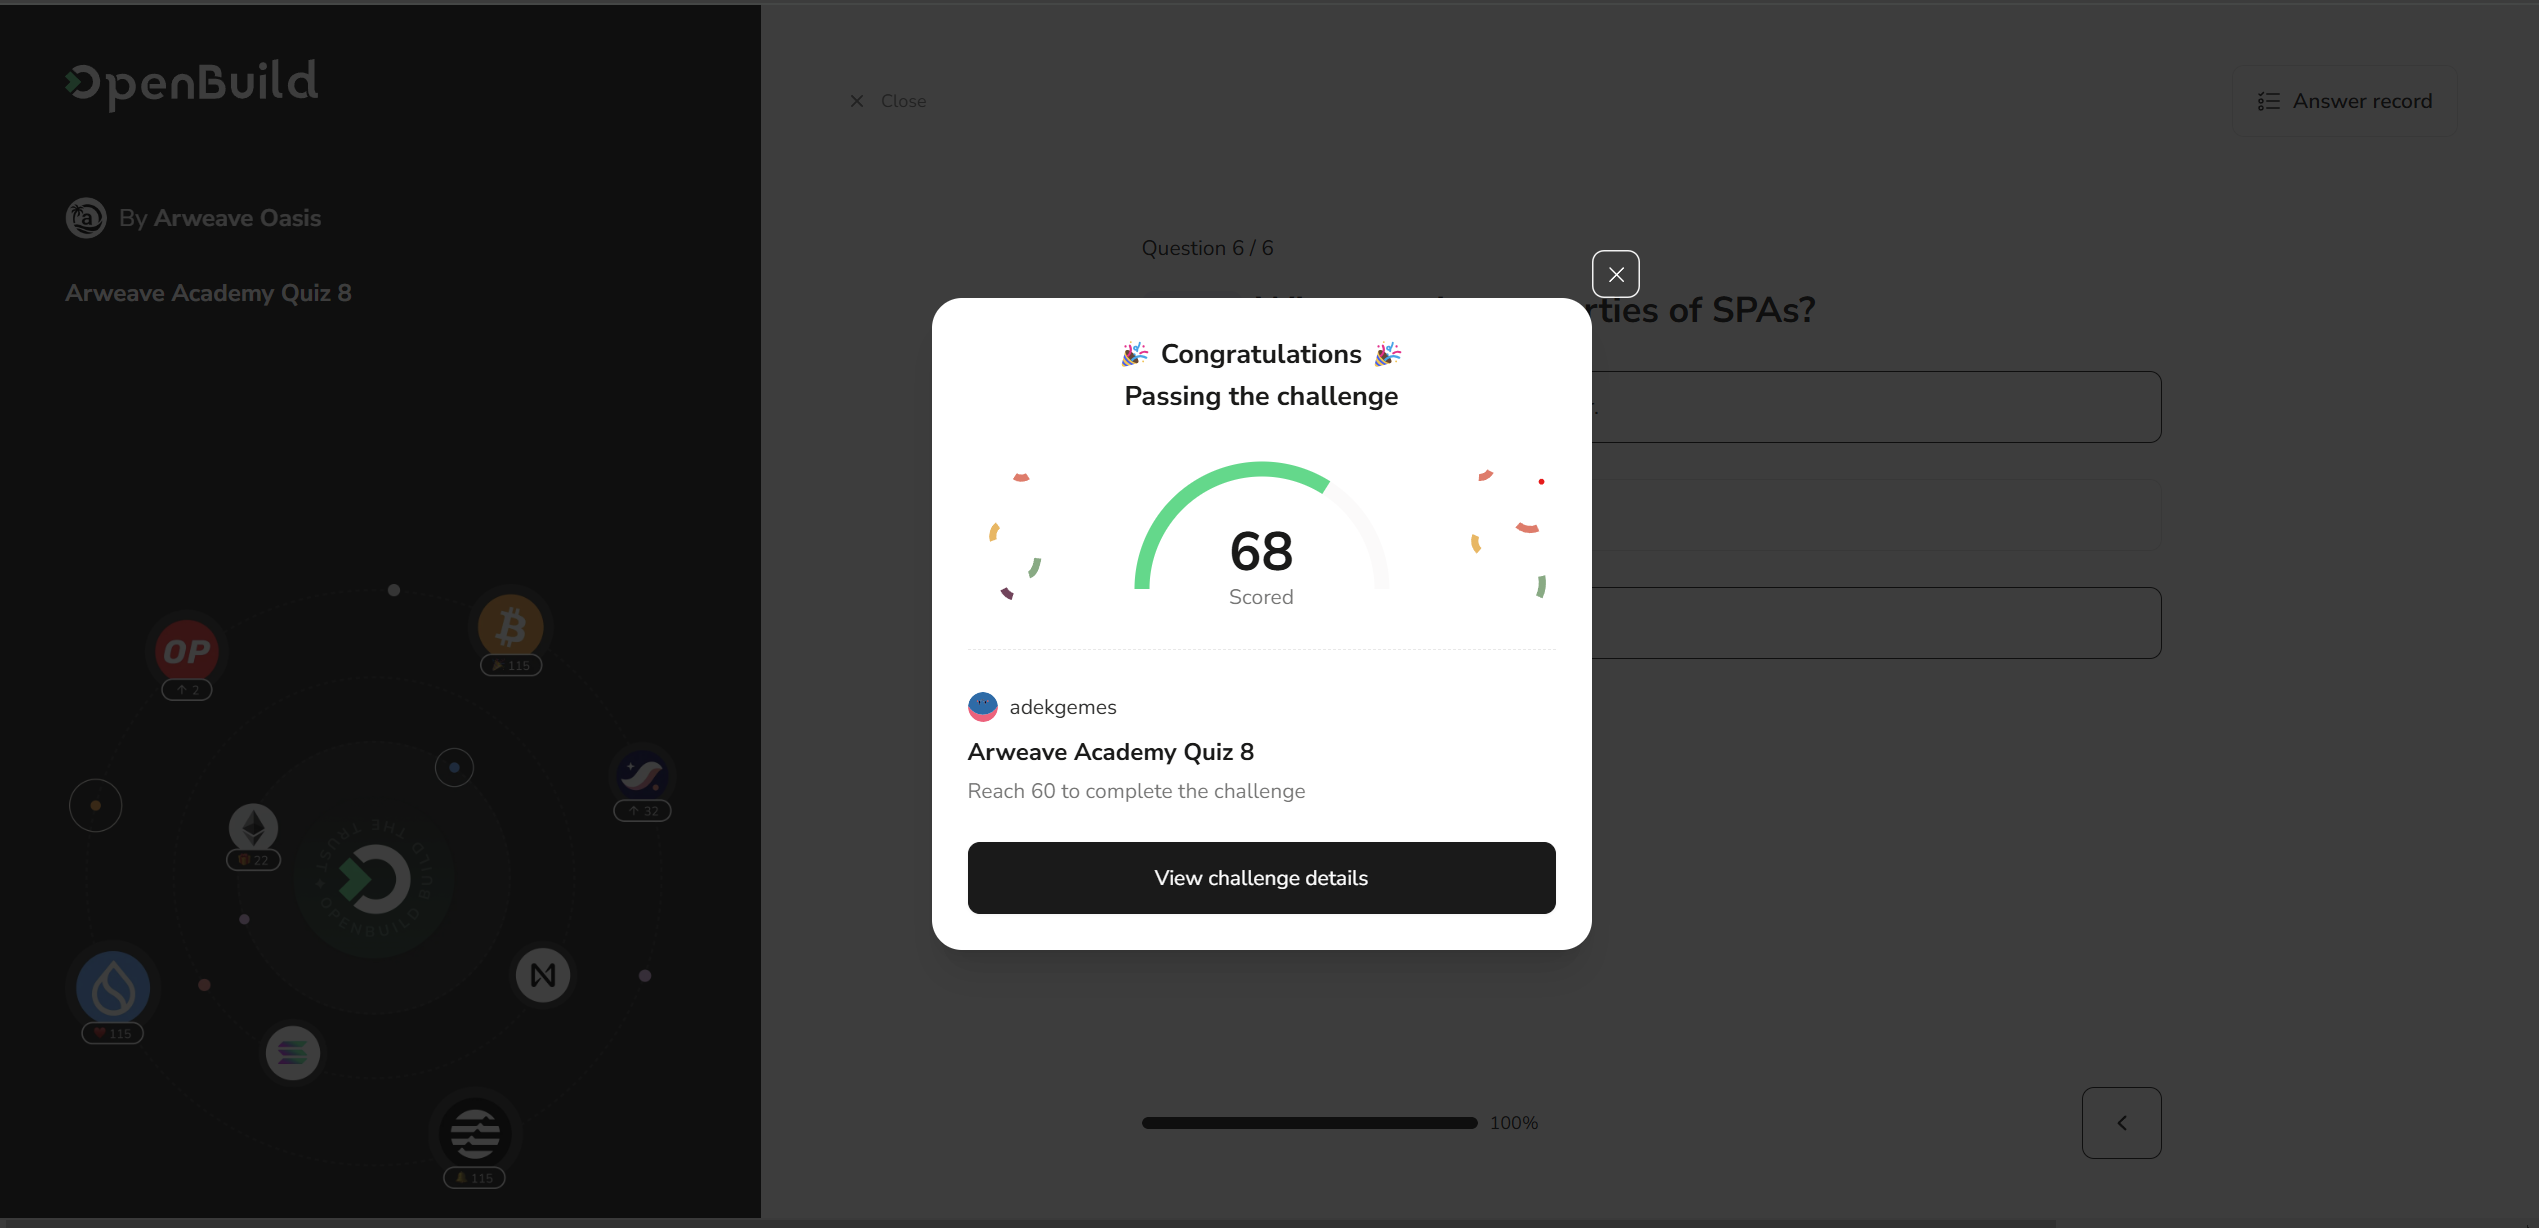 OpenBuild
By Arweave Oasis
Arweave Academy Quiz 8
OP
↑ 2
115
↑ 32
22
BUILD THE TRUST
OPENBUILD
115
115
× Close
Answer record
Question 6 / 6
rties of SPAs?
🎉 Congratulations 🎉
Passing the challenge
68
Scored
adekgemes
Arweave Academy Quiz 8
Reach 60 to complete the challenge
View challenge details
100%